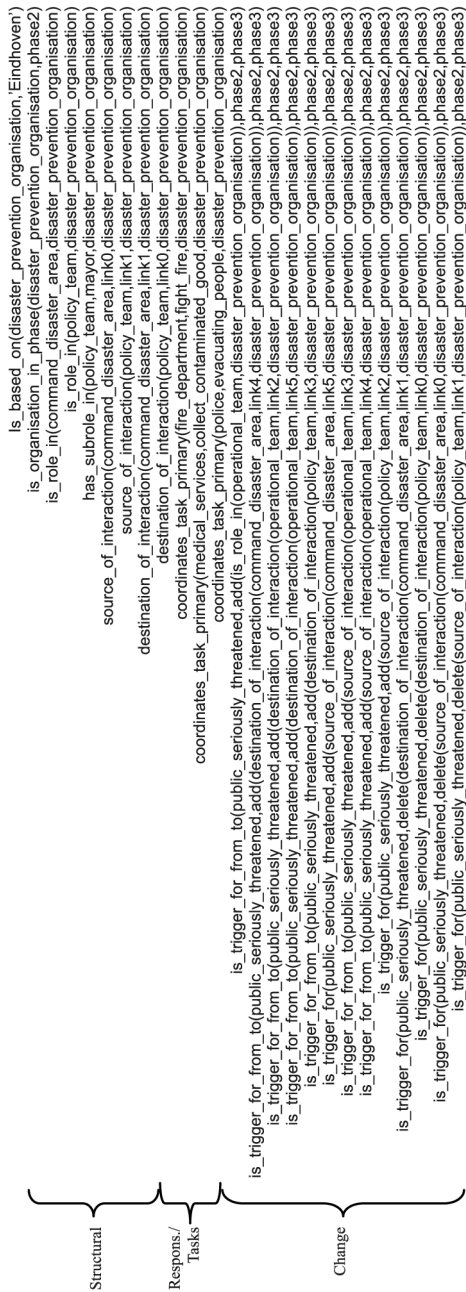 Is_based_on(disaster_prevention_organisation,'Eindhoven')
is_organisation_in_phase(disaster_prevention_organisation,phase2)
is_role_in(command_disaster_area,disaster_prevention_organisation)
is_role_in(policy_team,disaster_prevention_organisation)
has_subrole_in(policy_team,mayor,disaster_prevention_organisation)
source_of_interaction(command_disaster_area,link0,disaster_prevention_organisation)
source_of_interaction(policy_team,link1,disaster_prevention_organisation)
destination_of_interaction(command_disaster_area,link1,disaster_prevention_organisation)
destination_of_interaction(policy_team,link0,disaster_prevention_organisation)
coordinates_task_primary(fire_department,fight_fire,disaster_prevention_organisation)
coordinates_task_primary(medical_services,collect_contaminated_good,disaster_prevention_organisation)
coordinates_task_primary(police,evacuating_people,disaster_prevention_organisation)
is_trigger_for_from_to(public_seriously_threatened,add(is_role_in(operational_team,disaster_prevention_organisation)),phase2,phase3)
is_trigger_for_from_to(public_seriously_threatened,add(destination_of_interaction(command_disaster_area,link4,disaster_prevention_organisation)),phase2,phase3)
is_trigger_for_from_to(public_seriously_threatened,add(destination_of_interaction(operational_team,link2,disaster_prevention_organisation)),phase2,phase3)
is_trigger_for_from_to(public_seriously_threatened,add(destination_of_interaction(operational_team,link5,disaster_prevention_organisation)),phase2,phase3)
is_trigger_for_from_to(public_seriously_threatened,add(destination_of_interaction(policy_team,link3,disaster_prevention_organisation)),phase2,phase3)
is_trigger_for(public_seriously_threatened,add(source_of_interaction(command_disaster_area,link5,disaster_prevention_organisation)),phase2,phase3)
is_trigger_for_from_to(public_seriously_threatened,add(source_of_interaction(operational_team,link3,disaster_prevention_organisation)),phase2,phase3)
is_trigger_for_from_to(public_seriously_threatened,add(source_of_interaction(operational_team,link4,disaster_prevention_organisation)),phase2,phase3)
is_trigger_for(public_seriously_threatened,add(source_of_interaction(policy_team,link2,disaster_prevention_organisation)),phase2,phase3)
is_trigger_for(public_seriously_threatened,delete(destination_of_interaction(command_disaster_area,link1,disaster_prevention_organisation)),phase2,phase3)
is_trigger_for(public_seriously_threatened,delete(destination_of_interaction(policy_team,link0,disaster_prevention_organisation)),phase2,phase3)
is_trigger_for(public_seriously_threatened,delete(source_of_interaction(command_disaster_area,link0,disaster_prevention_organisation)),phase2,phase3)
is_trigger_for(public_seriously_threatened,delete(source_of_interaction(policy_team,link1,disaster_prevention_organisation)),phase2,phase3)
Structural
Respons./
Tasks
Change